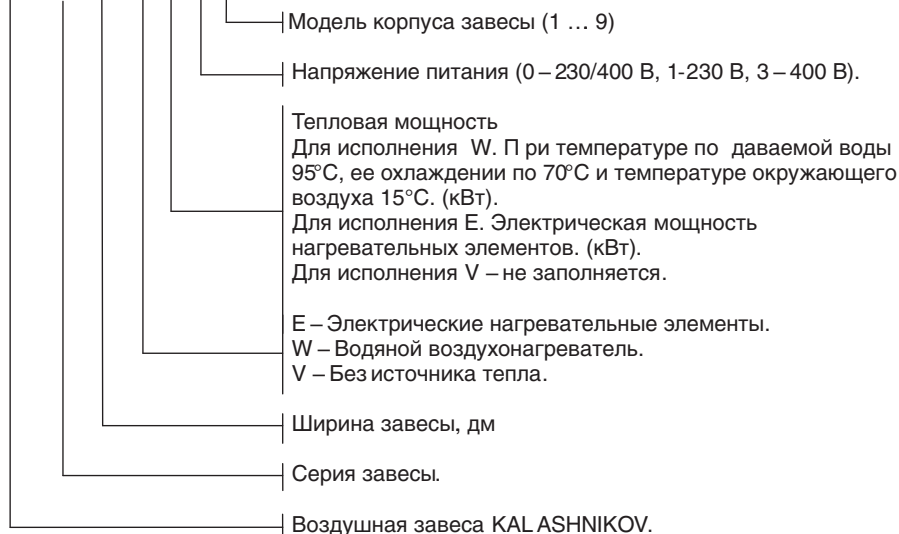 Модель корпуса завесы (1 … 9)
Напряжение питания (0 – 230/400 В, 1-230 В, 3 – 400 В).
Тепловая мощность
Для исполнения W. П ри температуре по даваемой воды
95°С, ее охлаждении по 70°С и температуре окружающего
воздуха 15°С. (кВт).
Для исполнения Е. Электрическая мощность
нагревательных элементов. (кВт).
Для исполнения V – не заполняется.
Е – Электрические нагревательные элементы.
W – Водяной воздухонагреватель.
V – Без источника тепла.
Ширина завесы, дм
Серия завесы.
Воздушная завеса KAL ASHNIKOV.